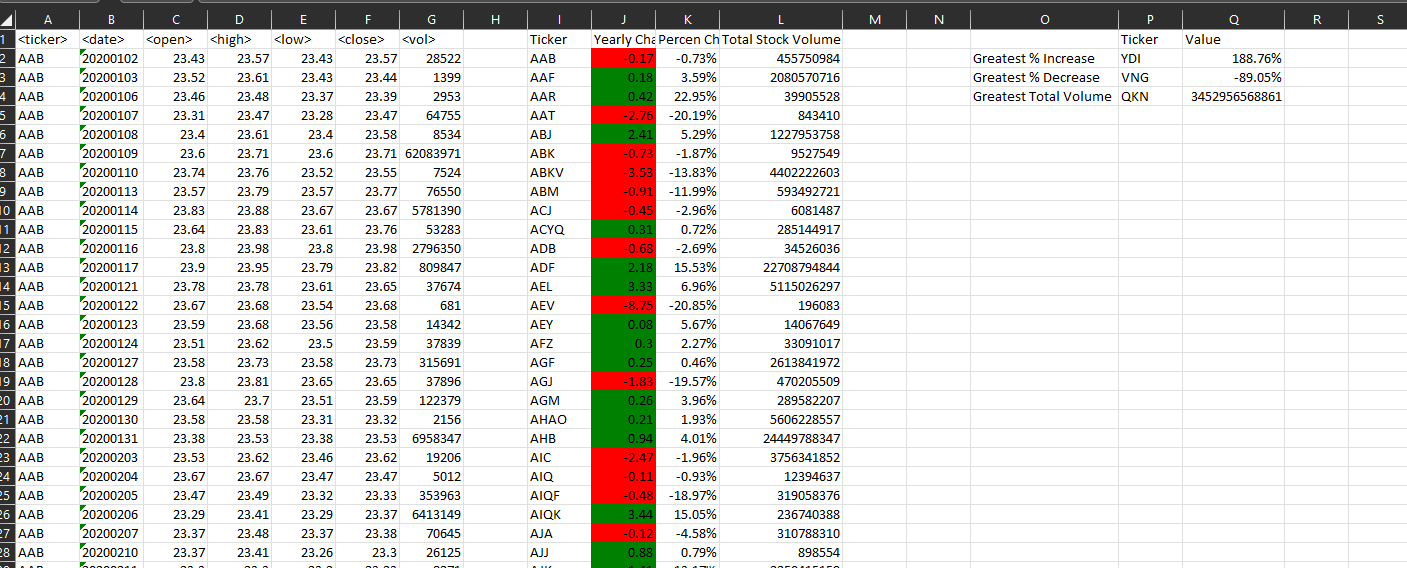 A B C D E F G H I J K L M N O P Q R S
1 <ticker> <date> <open> <high> <low> <close> <vol> Ticker Yearly Cha Percen Ch Total Stock Volume Ticker Value
2 AAB 20200102 23.43 23.57 23.43 23.57 28522 AAB -0.17 -0.73% 455750984 Greatest % Increase YDI 188.76%
3 AAB 20200103 23.52 23.61 23.43 23.44 1399 AAF 0.18 3.59% 2080570716 Greatest % Decrease VNG -89.05%
4 AAB 20200106 23.46 23.48 23.37 23.39 2953 AAR 0.42 22.95% 39905528 Greatest Total Volume QKN 3452956568861
5 AAB 20200107 23.31 23.47 23.28 23.47 64755 AAT -2.76 -20.19% 843410
6 AAB 20200108 23.4 23.61 23.4 23.58 8534 ABJ 2.41 5.29% 1227953758
7 AAB 20200109 23.6 23.71 23.6 23.71 62083971 ABK -0.73 -1.87% 9527549
8 AAB 20200110 23.74 23.76 23.52 23.55 7524 ABKV -3.53 -13.83% 4402222603
9 AAB 20200113 23.57 23.79 23.57 23.77 76550 ABM -0.91 -11.99% 593492721
10 AAB 20200114 23.83 23.88 23.67 23.67 5781390 ACJ -0.45 -2.96% 6081487
11 AAB 20200115 23.64 23.83 23.61 23.76 53283 ACYQ 0.31 0.72% 285144917
12 AAB 20200116 23.8 23.98 23.8 23.98 2796350 ADB -0.68 -2.69% 34526036
13 AAB 20200117 23.9 23.95 23.79 23.82 809847 ADF 2.18 15.53% 22708794844
14 AAB 20200121 23.78 23.78 23.61 23.65 37674 AEL 3.33 6.96% 5115026297
15 AAB 20200122 23.67 23.68 23.54 23.68 681 AEV -8.75 -20.85% 196083
16 AAB 20200123 23.59 23.68 23.56 23.58 14342 AEY 0.08 5.67% 14067649
17 AAB 20200124 23.51 23.62 23.5 23.59 37839 AFZ 0.3 2.27% 33091017
18 AAB 20200127 23.58 23.73 23.58 23.73 315691 AGF 0.25 0.46% 2613841972
19 AAB 20200128 23.8 23.81 23.65 23.65 37896 AGJ -1.83 -19.57% 470205509
20 AAB 20200129 23.64 23.7 23.51 23.59 122379 AGM 0.26 3.96% 289582207
21 AAB 20200130 23.58 23.58 23.31 23.32 2156 AHAO 0.21 1.93% 5606228557
22 AAB 20200131 23.38 23.53 23.38 23.53 6958347 AHB 0.94 4.01% 24449788347
23 AAB 20200203 23.53 23.62 23.46 23.62 19206 AIC -2.47 -1.96% 3756341852
24 AAB 20200204 23.67 23.67 23.47 23.47 5012 AIQ -0.11 -0.93% 12394637
25 AAB 20200205 23.47 23.49 23.32 23.33 353963 AIQF -0.48 -18.97% 319058376
26 AAB 20200206 23.29 23.41 23.29 23.37 6413149 AIQK 3.44 15.05% 236740388
27 AAB 20200207 23.37 23.48 23.37 23.38 70645 AJA -0.12 -4.58% 310788310
28 AAB 20200210 23.37 23.41 23.26 23.3 26125 AJJ 0.88 0.79% 898554